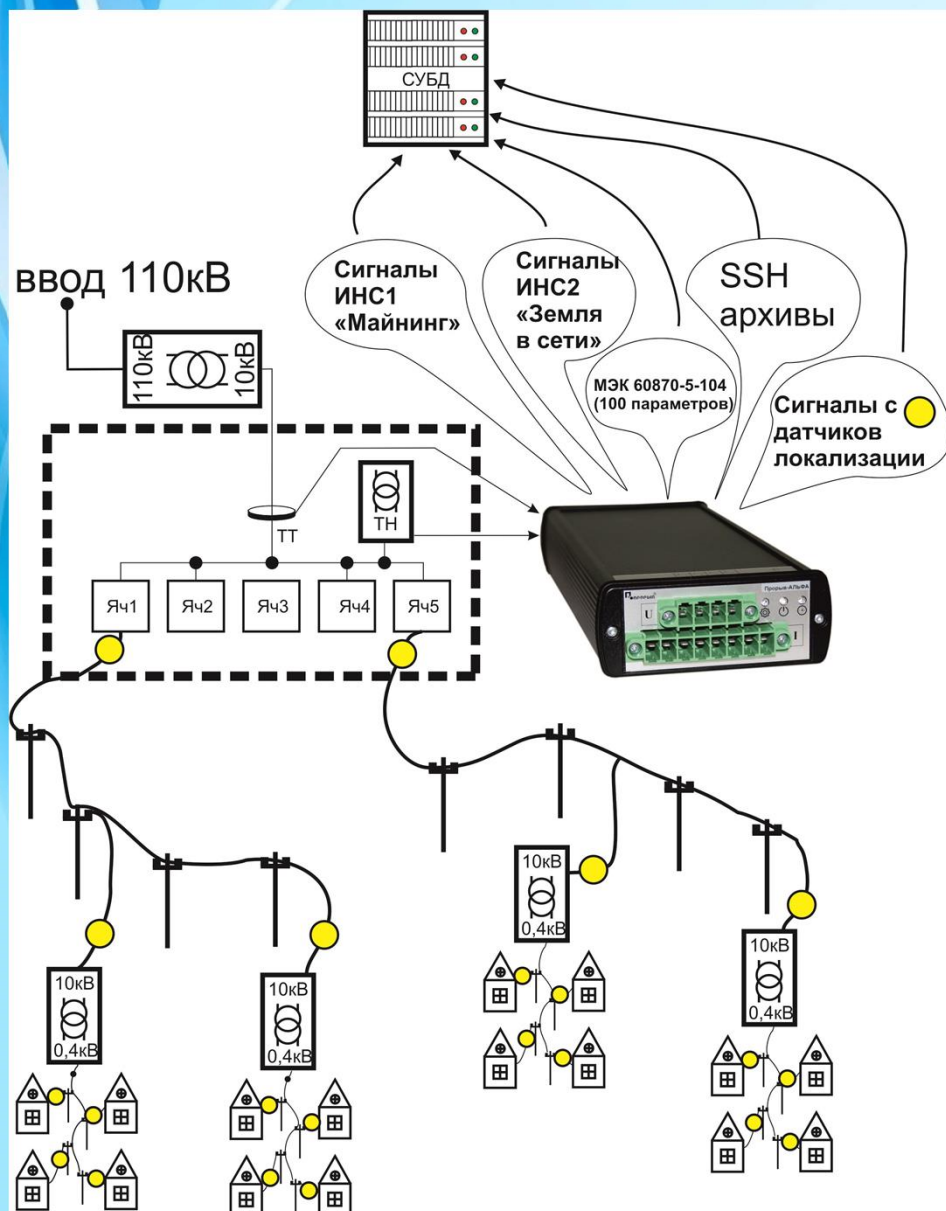 СУБД
ввод 110кВ
Сигналы
ИНС1
«Майнинг»
Сигналы
ИНС2
«Земля
в сети»
SSH
архивы
МЭК 60870-5-104
(100 параметров)
Сигналы с
датчиков
локализации
110кВ
10кВ
ТТ
ТН
Яч1
Яч2
Яч3
Яч4
Яч5
Прорыв-АЛЬФА
U
I
10кВ
0,4кВ
10кВ
0,4кВ
10кВ
0,4кВ
10кВ
0,4кВ